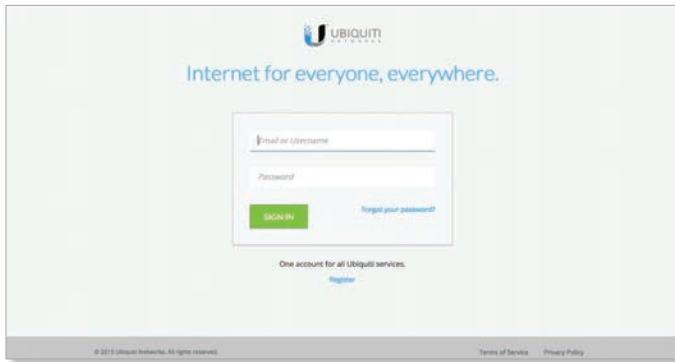 UBIQUITI
NETWORKS
Internet for everyone, everywhere.
Email or Username
Password
SIGN IN
Forgot your password?
One account for all Ubiquiti services.
Register
© 2015 Ubiquiti Networks. All rights reserved.
Terms of Service
Privacy Policy